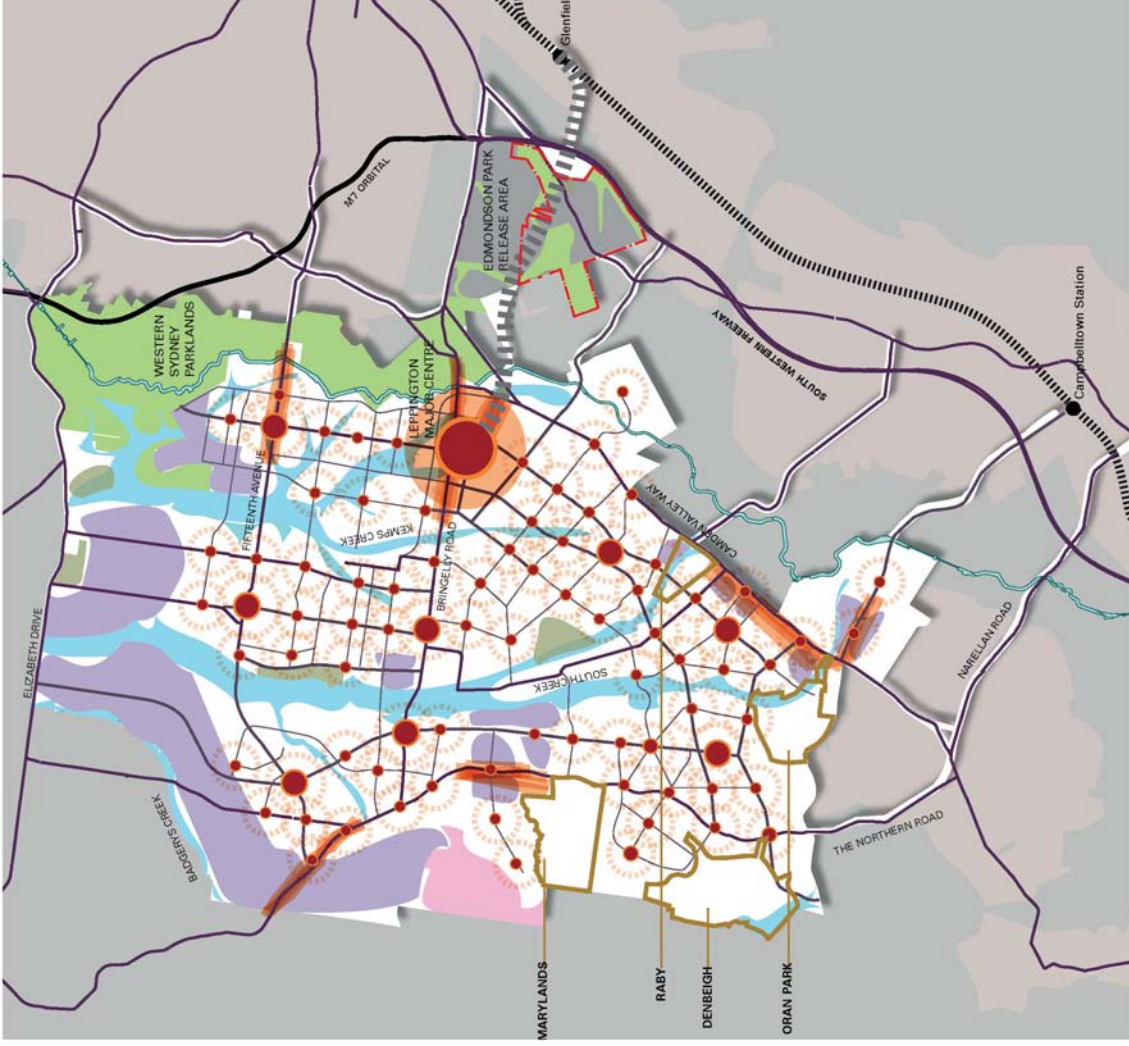 Glenfiel
M7 ORBITAL
EDMONDSON PARK
RELEASE AREA
WESTERN
SYDNEY
PARKLANDS
LEPPINGTON
MAJOR CENTRE
SOUTH WESTERN FREEWAY
Campbelltown Station
FIFTEENTH AVENUE
KEMPS CREEK
BRINGELLY ROAD
CAMDEN VALLEY WAY
ELIZABETH DRIVE
SOUTH CREEK
NARELLAN ROAD
BADGERYS CREEK
THE NORTHERN ROAD
MARYLANDS
RABY
DENBEIGH
ORAN PARK